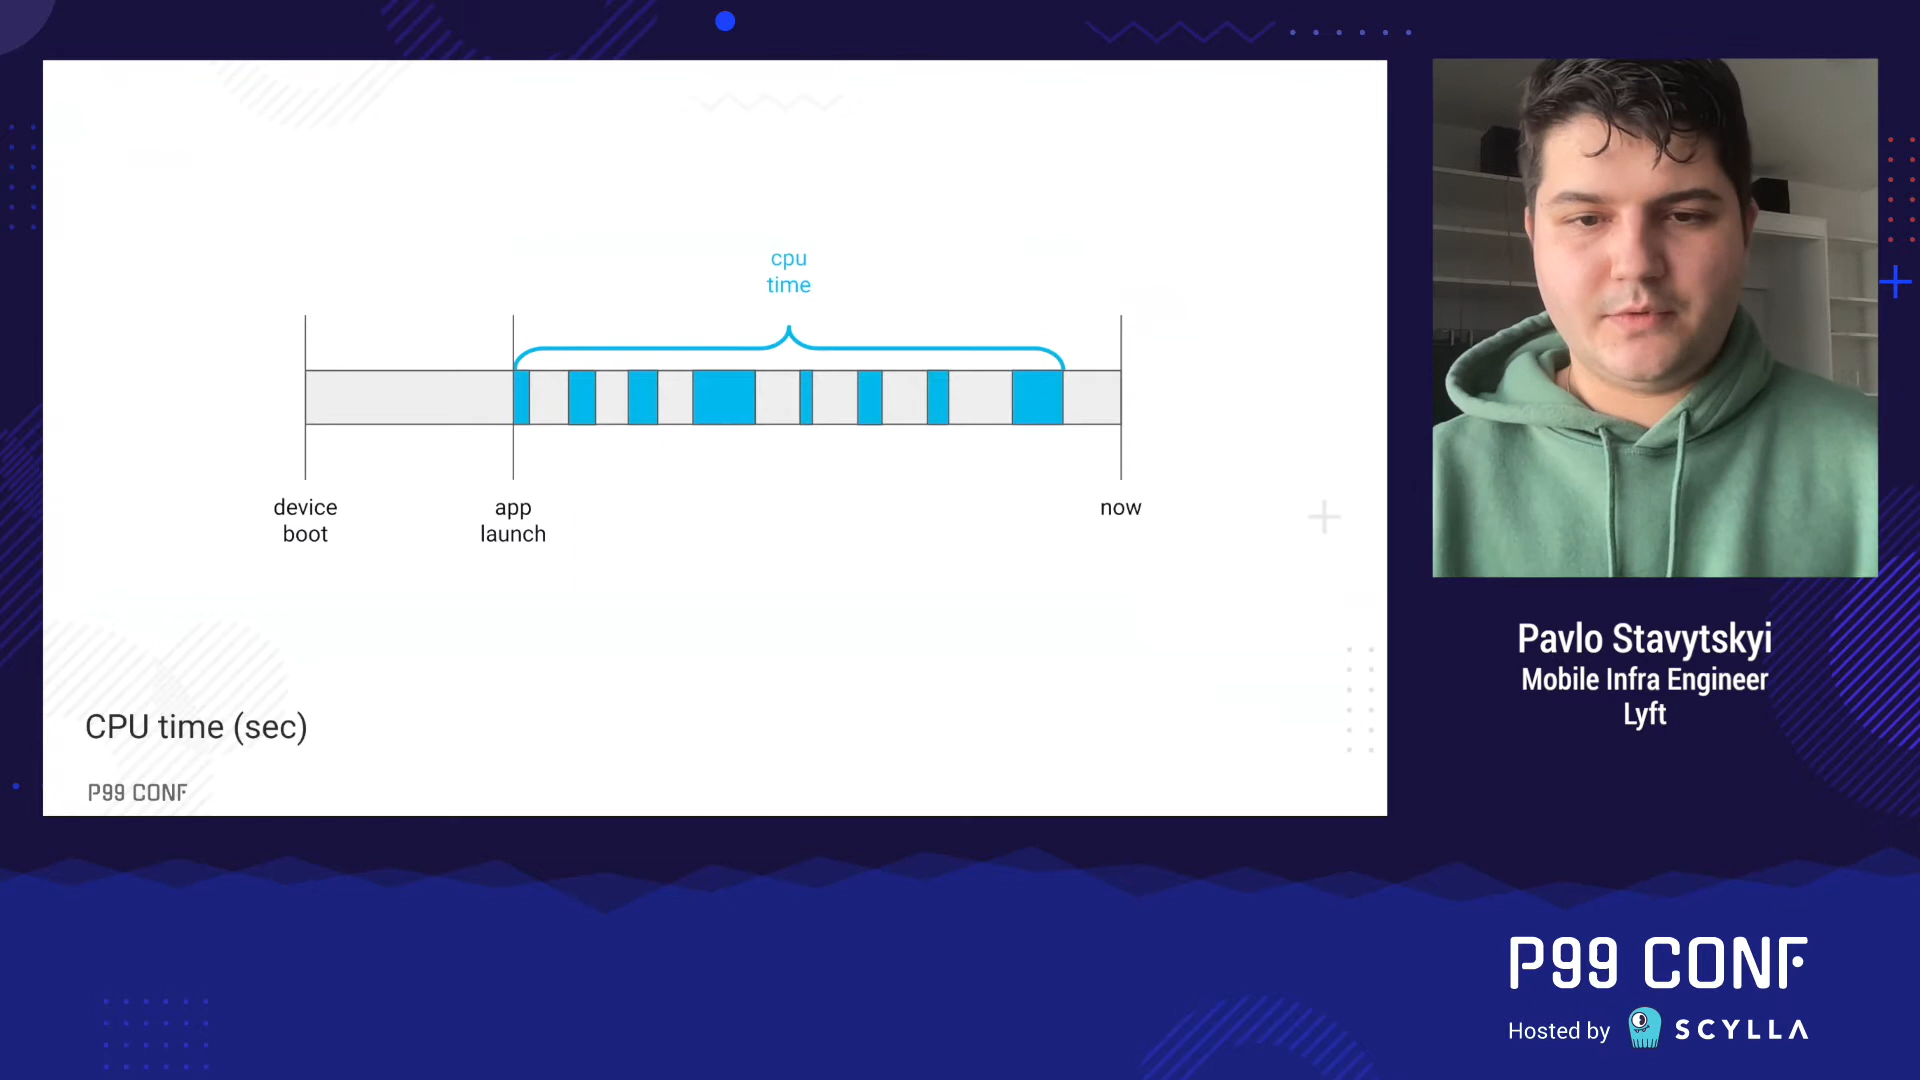 cpu
time
device
boot
app
launch
now
CPU time (sec)
P99 CONF
Pavlo Stavytskyi
Mobile Infra Engineer
Lyft
P99 CONF
Hosted by SCYLLA